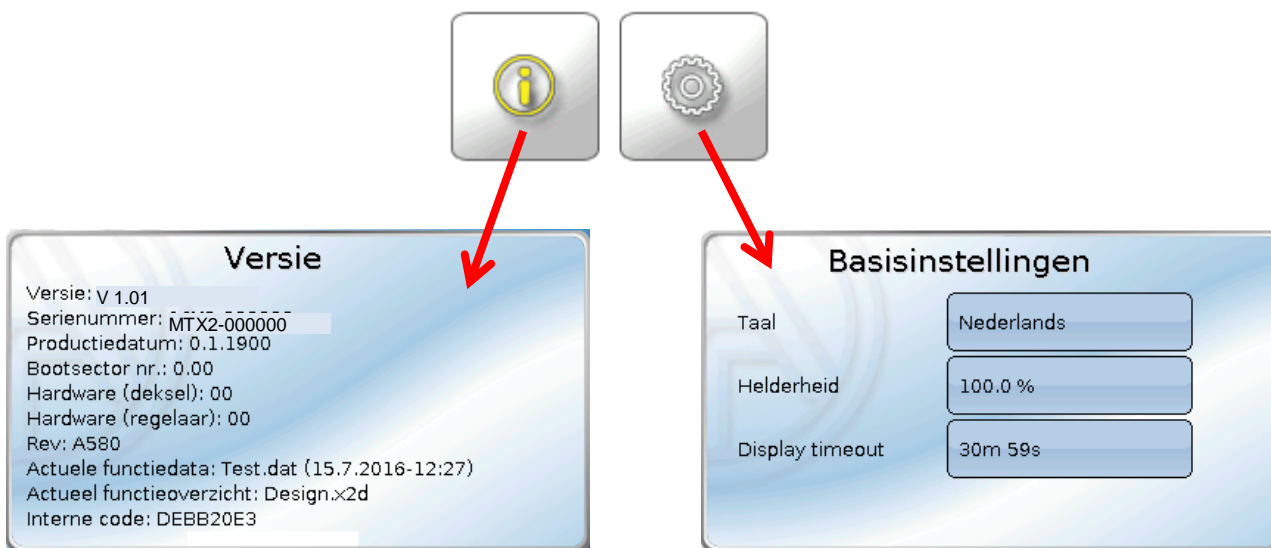 Versie
Versie: V 1.01
Serienummer: MTX2-000000
Productiedatum: 0.1.1900
Bootsector nr.: 0.00
Hardware (deksel): 00
Hardware (regelaar): 00
Rev: A580
Actuele functiedata: Test.dat (15.7.2016-12:27)
Actueel functieoverzicht: Design.x2d
Interne code: DEBB20E3
Basisinstellingen
Taal Nederlands
Helderheid 100.0 %
Display timeout 30m 59s